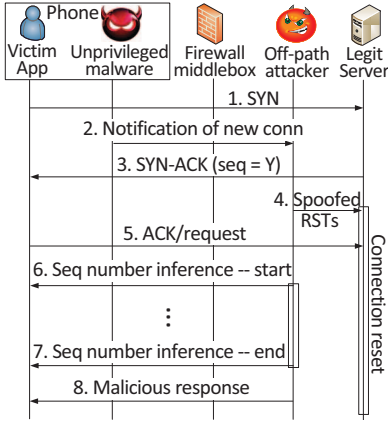 Phone
Victim App
Unprivileged malware
Firewall middlebox
Off-path attacker
Legit Server
1. SYN
2. Notification of new conn
3. SYN-ACK (seq = Y)
4. Spoofed RSTs
5. ACK/request
6. Seq number inference -- start
7. Seq number inference -- end
8. Malicious response
Connection reset